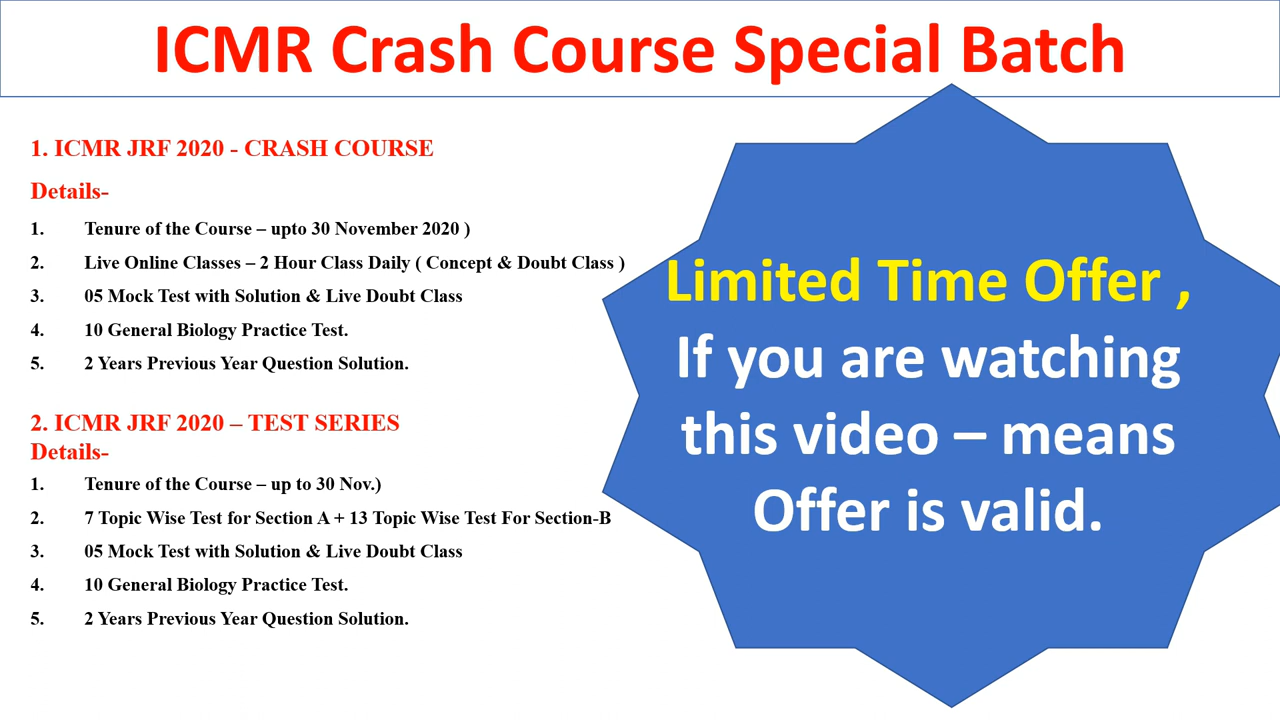 ICMR Crash Course Special Batch
1. ICMR JRF 2020 - CRASH COURSE
Details-
1. Tenure of the Course – upto 30 November 2020 )
2. Live Online Classes – 2 Hour Class Daily ( Concept & Doubt Class )
3. 05 Mock Test with Solution & Live Doubt Class
4. 10 General Biology Practice Test.
5. 2 Years Previous Year Question Solution.
2. ICMR JRF 2020 – TEST SERIES
Details-
1. Tenure of the Course – up to 30 Nov.)
2. 7 Topic Wise Test for Section A + 13 Topic Wise Test For Section-B
3. 05 Mock Test with Solution & Live Doubt Class
4. 10 General Biology Practice Test.
5. 2 Years Previous Year Question Solution.
Limited Time Offer ,
If you are watching
this video – means
Offer is valid.